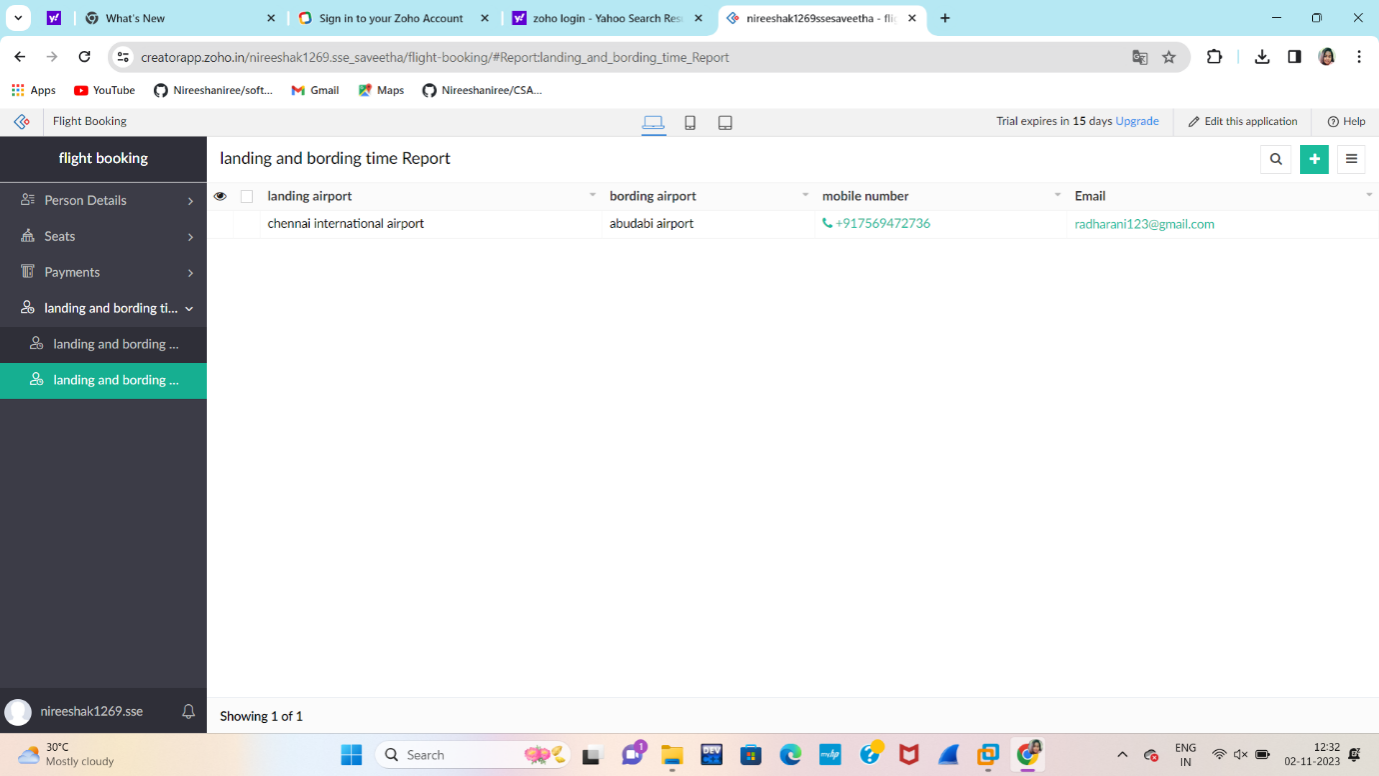 What's New
Sign in to your Zoho Account
zoho login - Yahoo Search Res
nireeshak1269ssesaveetha - fli
creatorapp.zoho.in/nireeshak1269.sse_saveetha/flight-booking/#Report:landing_and_bording_time_Report
Apps YouTube Nireeshaniree/soft... Gmail Maps Nireeshaniree/CSA...
Flight Booking
Trial expires in 15 days Upgrade
Edit this application
Help
flight booking
landing and bording time Report
Person Details
Seats
Payments
landing and bording ti...
landing and bording ...
landing and bording ...
landing airport bording airport mobile number Email
chennai international airport abudabi airport +917569472736 radharani123@gmail.com
nireeshak1269.sse
Showing 1 of 1
30°C
Mostly cloudy
Search
1
DEV
ENG
IN
12:32
02-11-2023